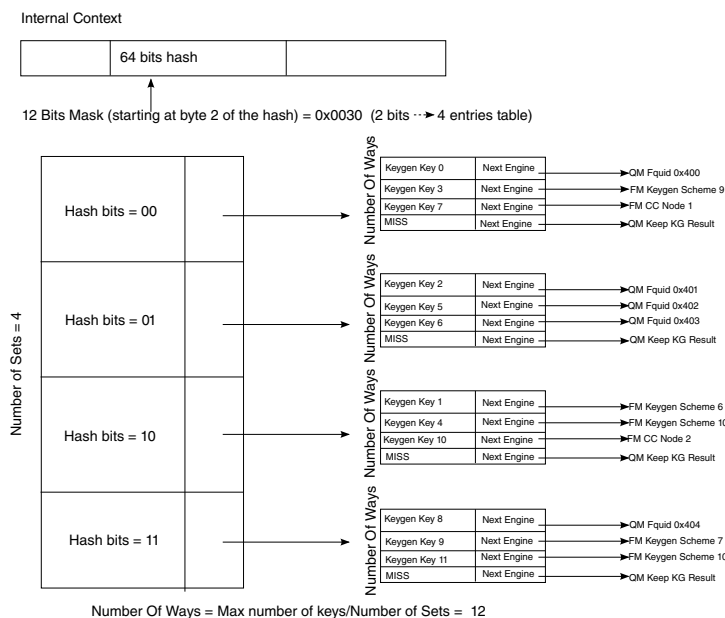 Internal Context
64 bits hash
12 Bits Mask (starting at byte 2 of the hash) = 0x0030 (2 bits ➔ 4 entries table)
Number of Sets = 4
Hash bits = 00
Number Of Ways
Keygen Key 0 Next Engine QM Fquid 0x400
Keygen Key 3 Next Engine FM Keygen Scheme 9
Keygen Key 7 Next Engine FM CC Node 1
MISS Next Engine QM Keep KG Result
Hash bits = 01
Number Of Ways
Keygen Key 2 Next Engine QM Fquid 0x401
Keygen Key 5 Next Engine QM Fquid 0x402
Keygen Key 6 Next Engine QM Fquid 0x403
MISS Next Engine QM Keep KG Result
Hash bits = 10
Number Of Ways
Keygen Key 1 Next Engine FM Keygen Scheme 6
Keygen Key 4 Next Engine FM Keygen Scheme 10
Keygen Key 10 Next Engine FM CC Node 2
MISS Next Engine QM Keep KG Result
Hash bits = 11
Number Of Ways
Keygen Key 8 Next Engine QM Fquid 0x404
Keygen Key 9 Next Engine FM Keygen Scheme 7
Keygen Key 11 Next Engine FM Keygen Scheme 10
MISS Next Engine QM Keep KG Result
Number Of Ways = Max number of keys/Number of Sets = 12